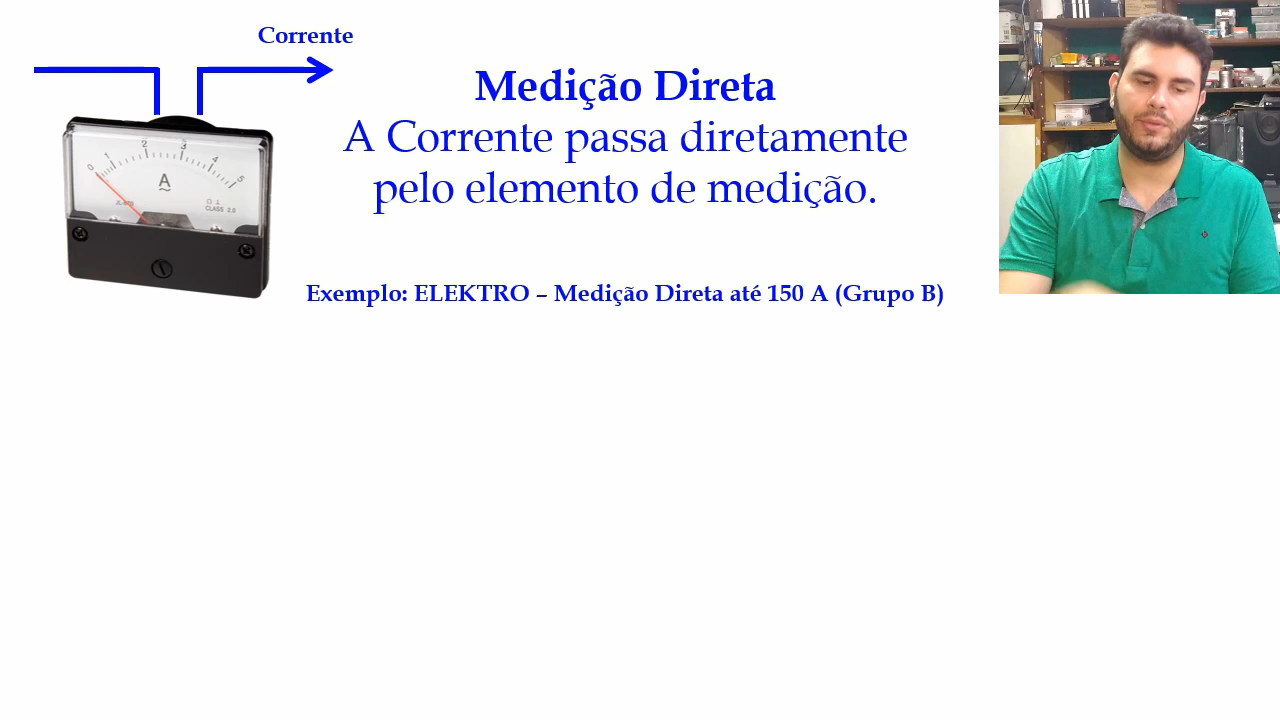 Corrente
Medição Direta
A Corrente passa diretamente
pelo elemento de medição.
0 1 2 3 4 5
A
CLASS 2.0
Exemplo: ELEKTRO – Medição Direta até 150 A (Grupo B)